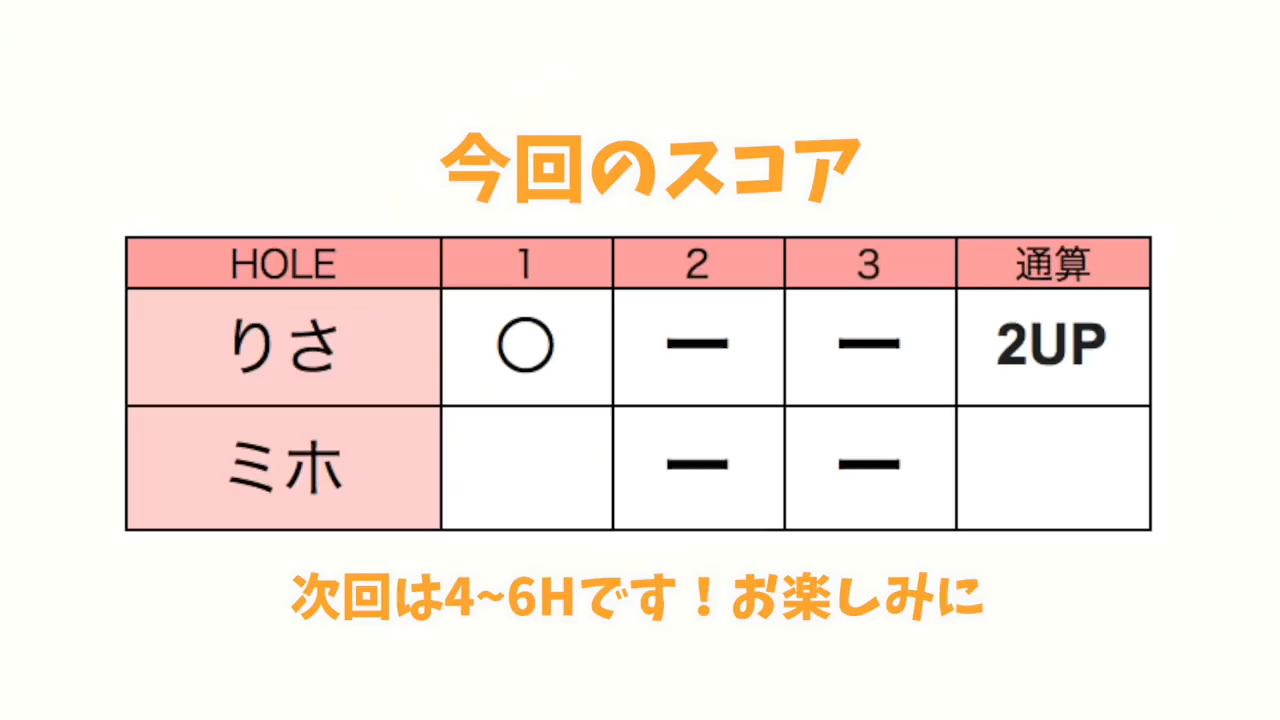 今回のスコア
HOLE 1 2 3 通算
りさ ○ ー ー 2UP
ミホ ー ー
次回は4~6Hです！お楽しみに